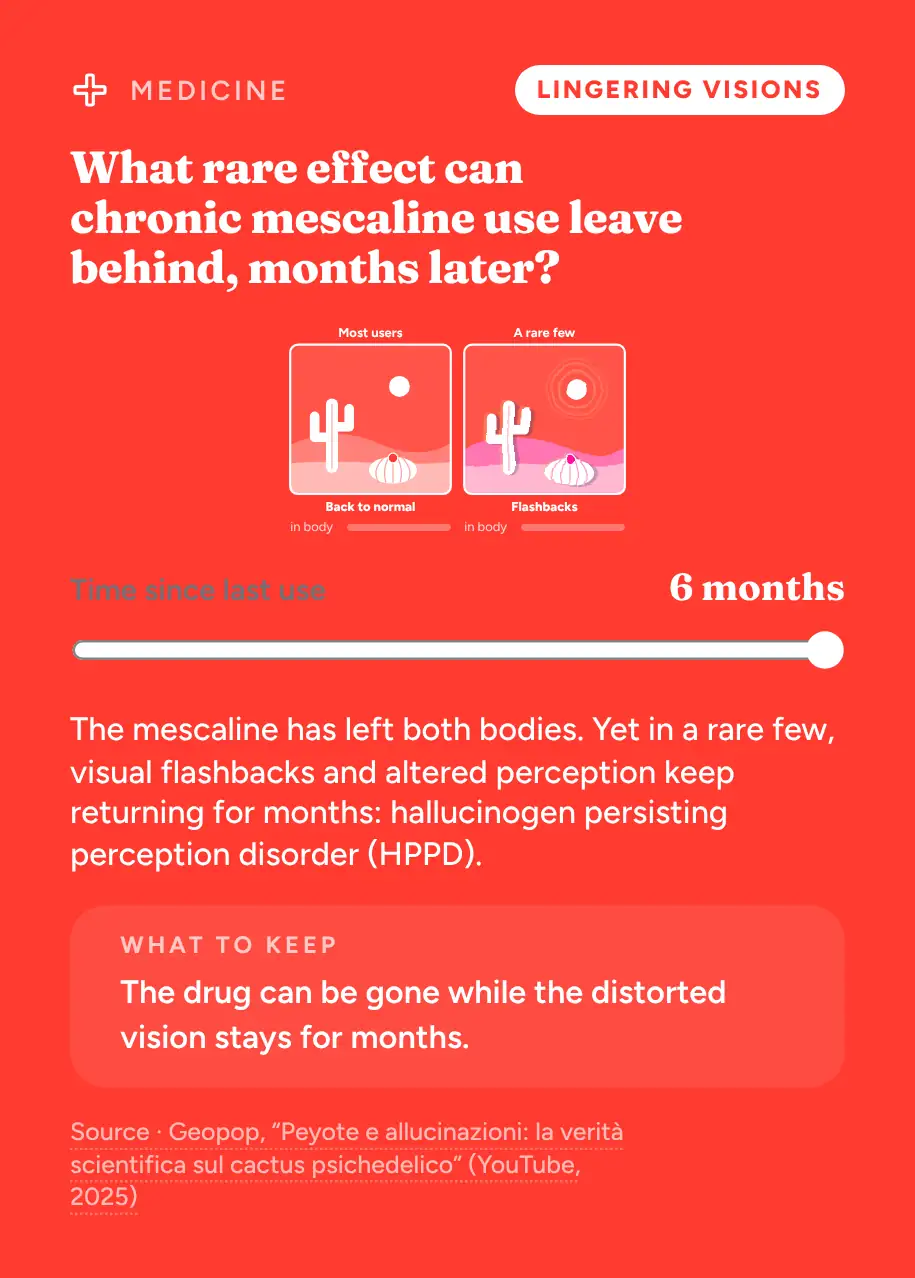 MEDICINE
LINGERING VISIONS
What rare effect can
chronic mescaline use leave
behind, months later?
Most users
A rare few
Back to normal
Flashbacks
in body
in body
Time since last use
6 months
The mescaline has left both bodies. Yet in a rare few,
visual flashbacks and altered perception keep
returning for months: hallucinogen persisting
perception disorder (HPPD).
WHAT TO KEEP
The drug can be gone while the distorted
vision stays for months.
Source · Geopop, “Peyote e allucinazioni: la verità
scientifica sul cactus psichedelico” (YouTube,
2025)